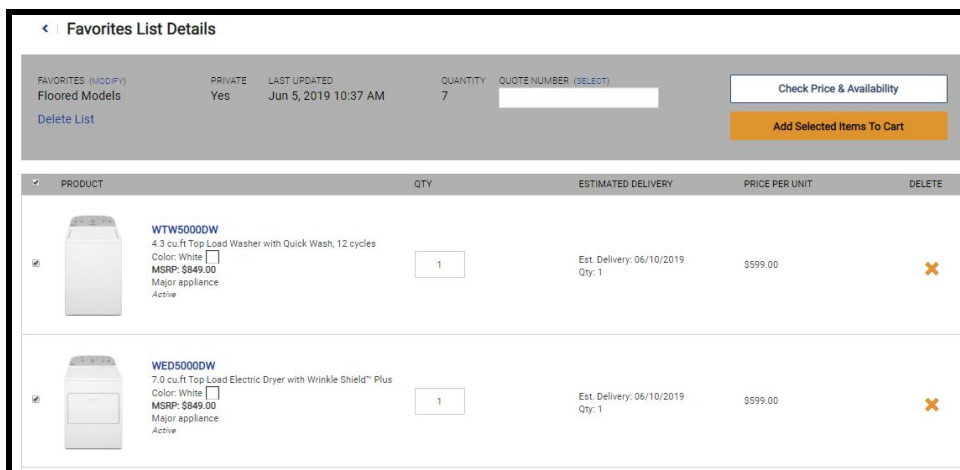 Favorites List Details
FAVORITES (MODIFY) PRIVATE LAST UPDATED QUANTITY QUOTE NUMBER (SELECT)
Floored Models Yes Jun 5, 2019 10:37 AM 7
Delete List
Check Price & Availability
Add Selected Items To Cart
PRODUCT QTY ESTIMATED DELIVERY PRICE PER UNIT DELETE
WTW5000DW
4.3 cu.ft Top Load Washer with Quick Wash, 12 cycles
Color: White
MSRP: $849.00
Major appliance
Active
1
Est. Delivery: 06/10/2019
Qty: 1
$599.00
WED5000DW
7.0 cu.ft Top Load Electric Dryer with Wrinkle Shield™ Plus
Color: White
MSRP: $849.00
Major appliance
Active
1
Est. Delivery: 06/10/2019
Qty: 1
$599.00